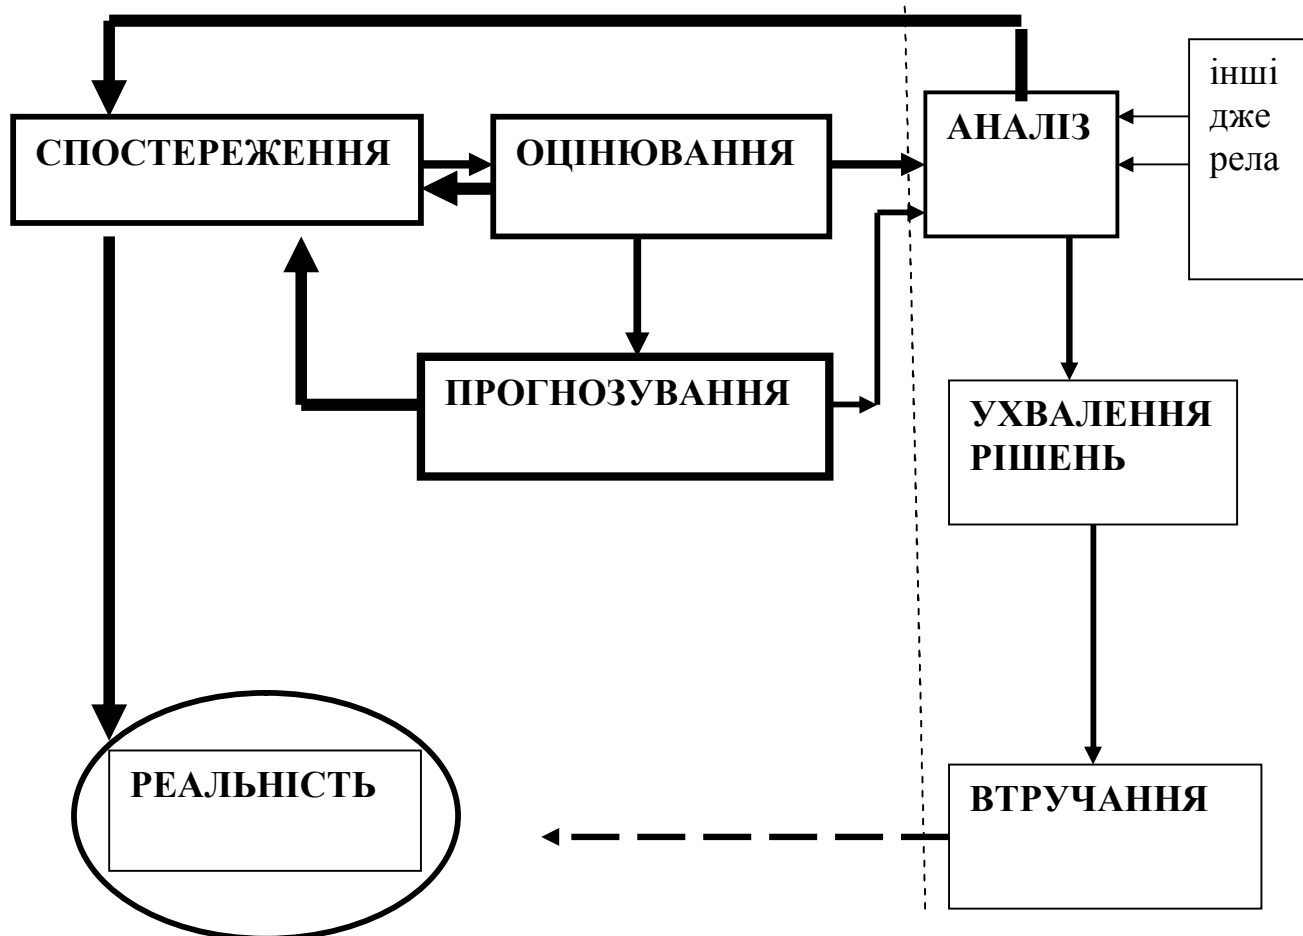 СПОСТЕРЕЖЕННЯ
ОЦІНЮВАННЯ
АНАЛІЗ
інші
дже
рела
ПРОГНОЗУВАННЯ
УХВАЛЕННЯ
РІШЕНЬ
РЕАЛЬНІСТЬ
ВТРУЧАННЯ